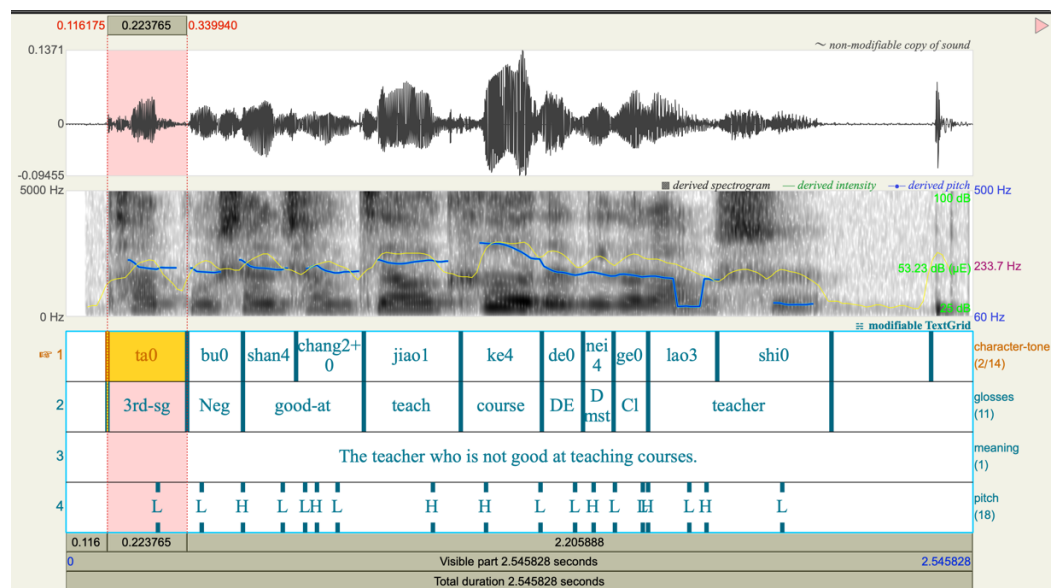 0.116175 0.223765 0.339940
0.1371
~ non-modifiable copy of sound
0
-0.09455
5000 Hz
derived spectrogram derived intensity derived pitch
500 Hz
100 dB
53.23 dB (µE)
233.7 Hz
0 Hz
60 Hz
modifiable TextGrid
1 ta0 bu0 shan4 chang2+0 jiao1 ke4 de0 nei4 ge0 lao3 shi0 character-tone (2/14)
2 3rd-sg Neg good-at teach course DE Dmst Cl teacher glosses (11)
3 The teacher who is not good at teaching courses. meaning (1)
4 L L H L L H L H H L L H L H L H L pitch (18)
0.116 0.223765 2.205888
0 Visible part 2.545828 seconds 2.545828
Total duration 2.545828 seconds